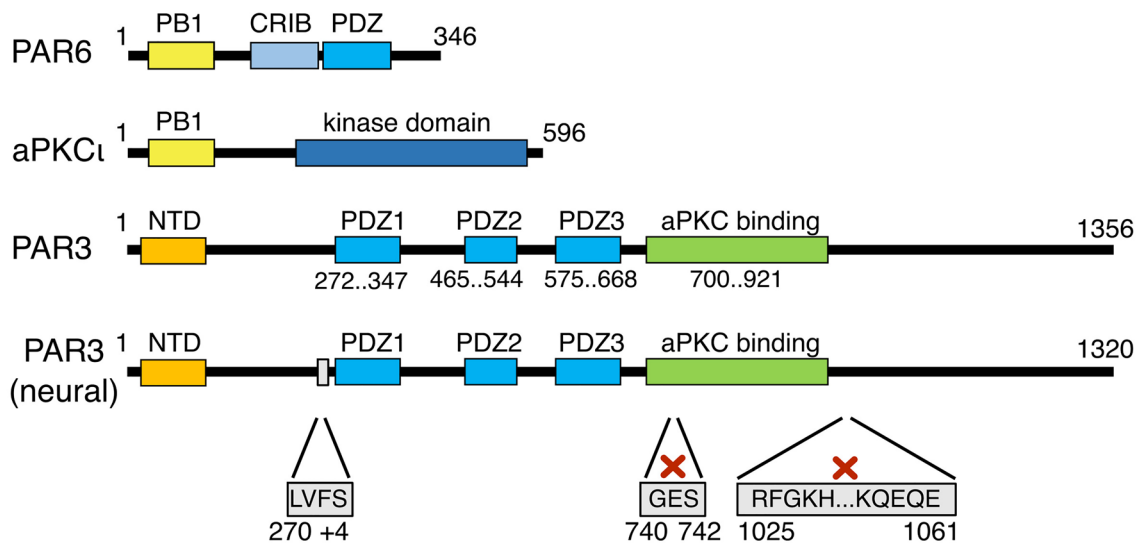 PB1 CRIB PDZ
PAR6 1 346
PB1 kinase domain
aPKCι 1 596
NTD PDZ1 PDZ2 PDZ3 aPKC binding
PAR3 1 1356
272..347 465..544 575..668 700..921
NTD PDZ1 PDZ2 PDZ3 aPKC binding
PAR3 1 1320
(neural)
LVFS GES RFGKH...KQEQE
270 +4 740 742 1025 1061